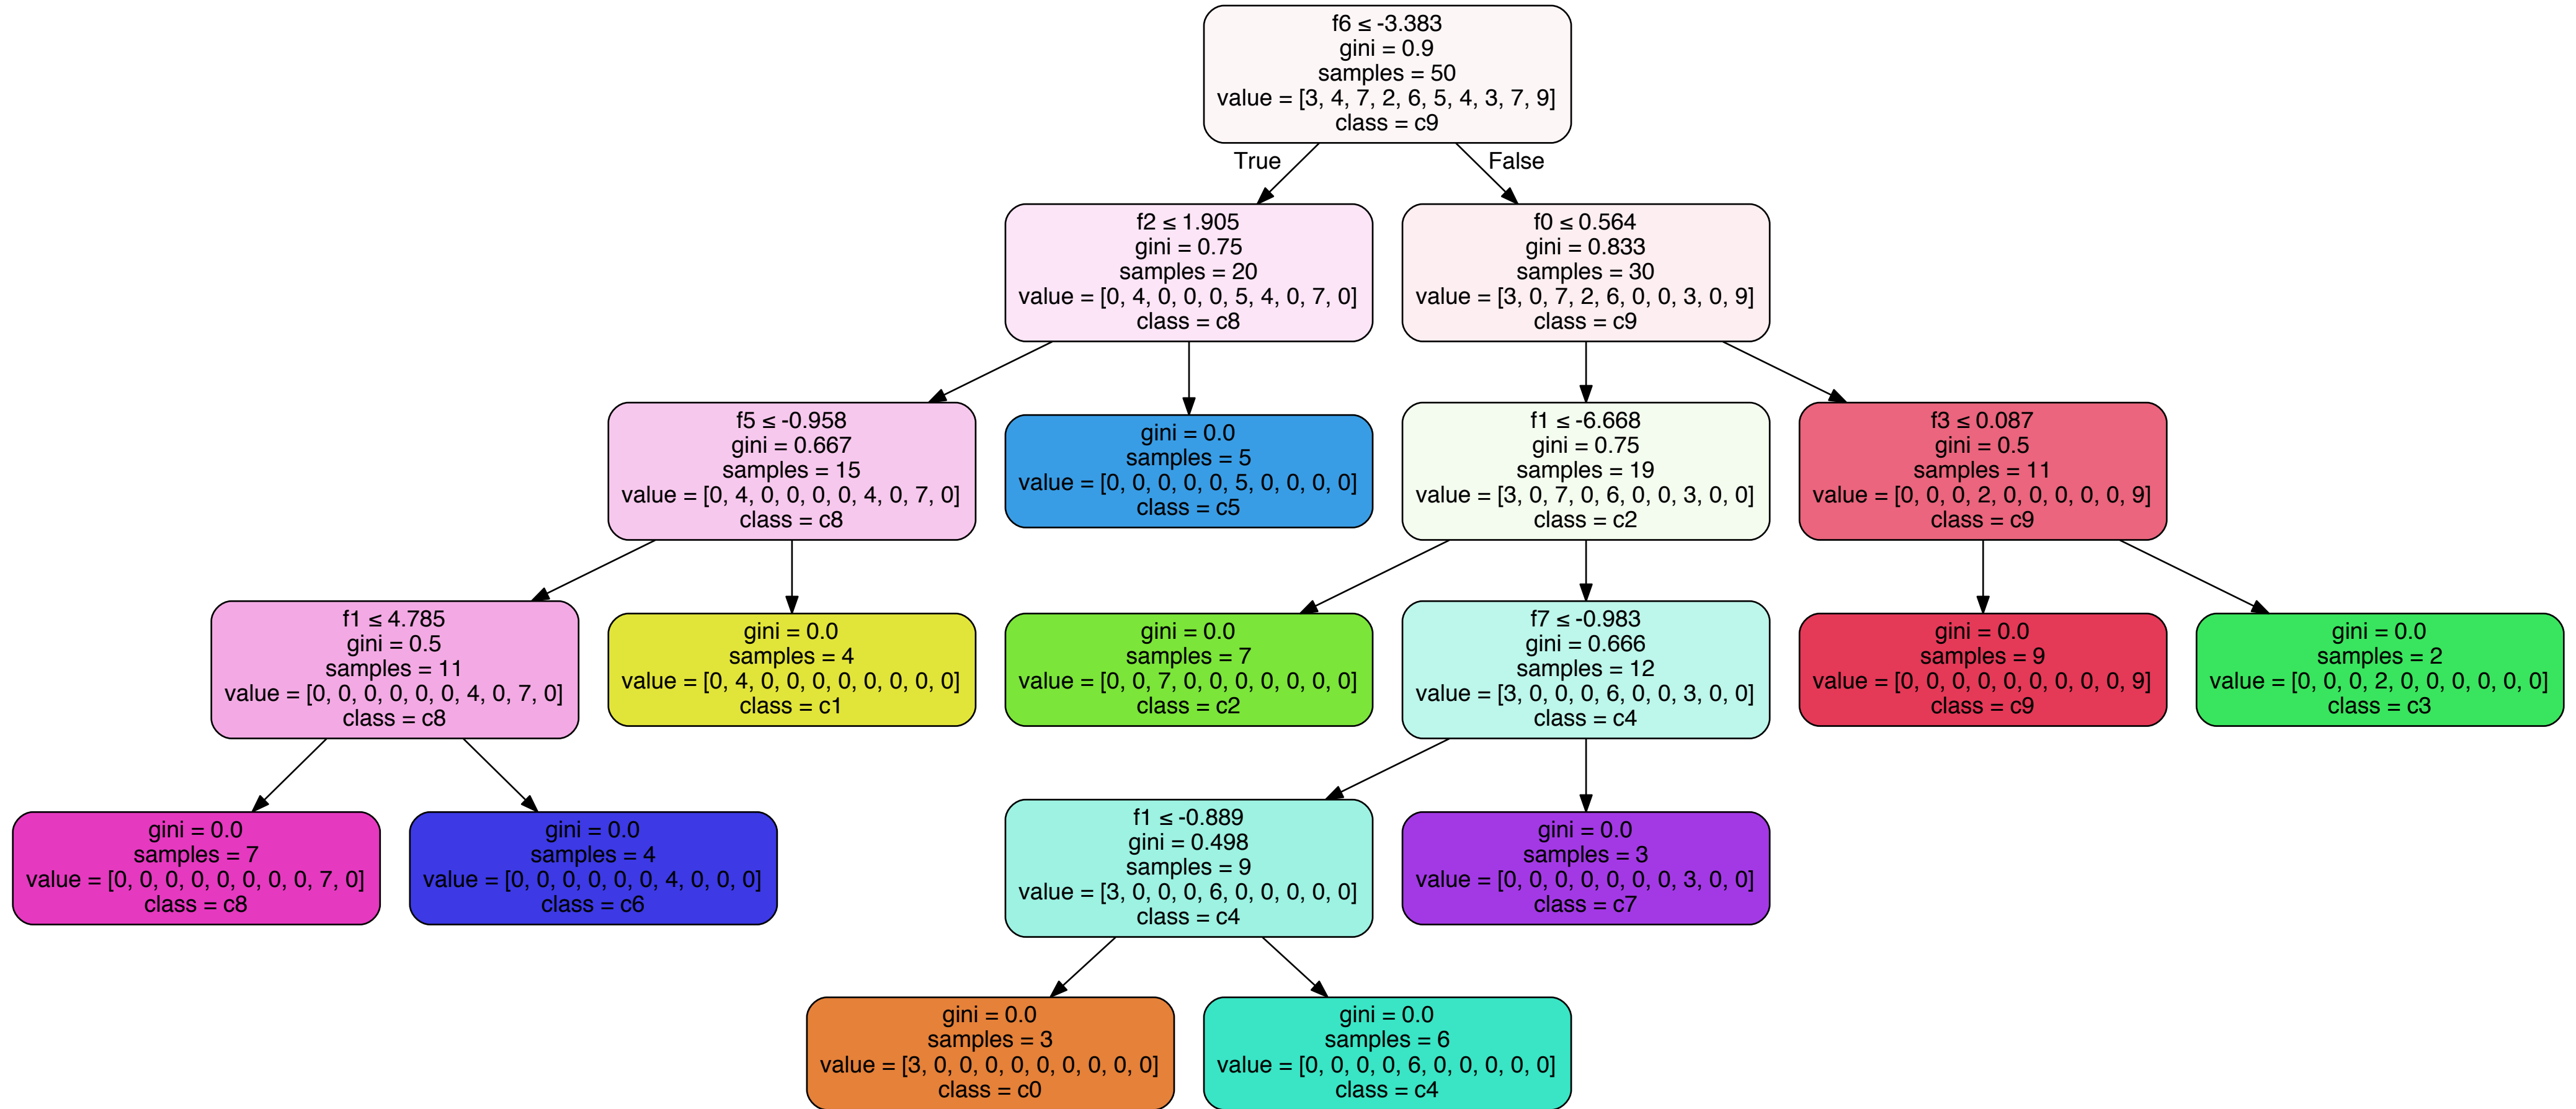 f6 ≤ -3.383
gini = 0.9
samples = 50
value = [3, 4, 7, 2, 6, 5, 4, 3, 7, 9]
class = c9
True
False
f2 ≤ 1.905
gini = 0.75
samples = 20
value = [0, 4, 0, 0, 0, 5, 4, 0, 7, 0]
class = c8
f0 ≤ 0.564
gini = 0.833
samples = 30
value = [3, 0, 7, 2, 6, 0, 0, 3, 0, 9]
class = c9
f5 ≤ -0.958
gini = 0.667
samples = 15
value = [0, 4, 0, 0, 0, 0, 4, 0, 7, 0]
class = c8
gini = 0.0
samples = 5
value = [0, 0, 0, 0, 0, 5, 0, 0, 0, 0]
class = c5
f1 ≤ -6.668
gini = 0.75
samples = 19
value = [3, 0, 7, 0, 6, 0, 0, 3, 0, 0]
class = c2
f3 ≤ 0.087
gini = 0.5
samples = 11
value = [0, 0, 0, 2, 0, 0, 0, 0, 0, 9]
class = c9
f1 ≤ 4.785
gini = 0.5
samples = 11
value = [0, 0, 0, 0, 0, 0, 4, 0, 7, 0]
class = c8
gini = 0.0
samples = 4
value = [0, 4, 0, 0, 0, 0, 0, 0, 0, 0]
class = c1
gini = 0.0
samples = 7
value = [0, 0, 7, 0, 0, 0, 0, 0, 0, 0]
class = c2
f7 ≤ -0.983
gini = 0.666
samples = 12
value = [3, 0, 0, 0, 6, 0, 0, 3, 0, 0]
class = c4
gini = 0.0
samples = 9
value = [0, 0, 0, 0, 0, 0, 0, 0, 0, 9]
class = c9
gini = 0.0
samples = 2
value = [0, 0, 0, 2, 0, 0, 0, 0, 0, 0]
class = c3
gini = 0.0
samples = 7
value = [0, 0, 0, 0, 0, 0, 0, 0, 7, 0]
class = c8
gini = 0.0
samples = 4
value = [0, 0, 0, 0, 0, 0, 4, 0, 0, 0]
class = c6
f1 ≤ -0.889
gini = 0.498
samples = 9
value = [3, 0, 0, 0, 6, 0, 0, 0, 0, 0]
class = c4
gini = 0.0
samples = 3
value = [0, 0, 0, 0, 0, 0, 0, 3, 0, 0]
class = c7
gini = 0.0
samples = 3
value = [3, 0, 0, 0, 0, 0, 0, 0, 0, 0]
class = c0
gini = 0.0
samples = 6
value = [0, 0, 0, 0, 6, 0, 0, 0, 0, 0]
class = c4